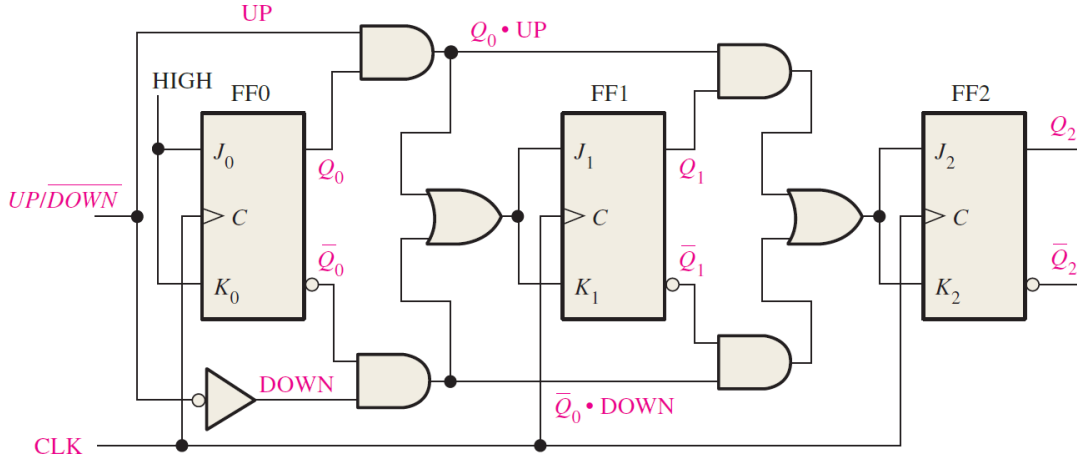 UP
Q₀ • UP
HIGH
FF0
FF1
FF2
J₀
Q₀
J₁
Q₁
J₂
Q₂
UP/D̅O̅W̅N̅
C
C
C
Q̅₀
Q̅₁
Q̅₂
K₀
K₁
K₂
DOWN
Q̅₀ • DOWN
CLK